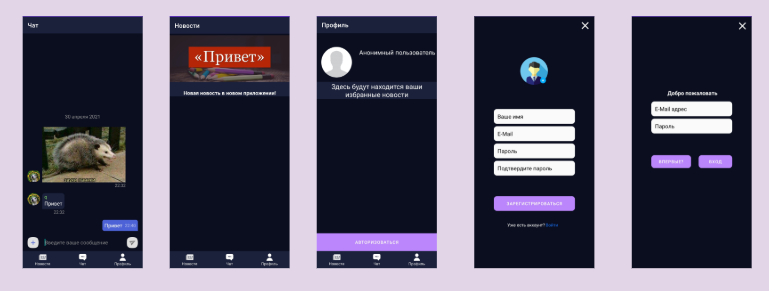 Чат
30 апреля 2021
22:32
Привет
22:32
Привет 22:32
Введите ваше сообщение
Новости
Чат
Профиль
Новости
«Привет»
Новая новость в новом приложении!
Новости
Чат
Профиль
Профиль
Анонимный пользователь
Здесь будут находится ваши
избранные новости
АВТОРИЗОВАТЬСЯ
Новости
Чат
Профиль
Ваше имя
E-Mail
Пароль
Подтвердите пароль
ЗАРЕГИСТРИРОВАТЬСЯ
Уже есть аккаунт? Войти
Добро пожаловать
E-Mail адрес
Пароль
ВПЕРВЫЕ?
ВХОД